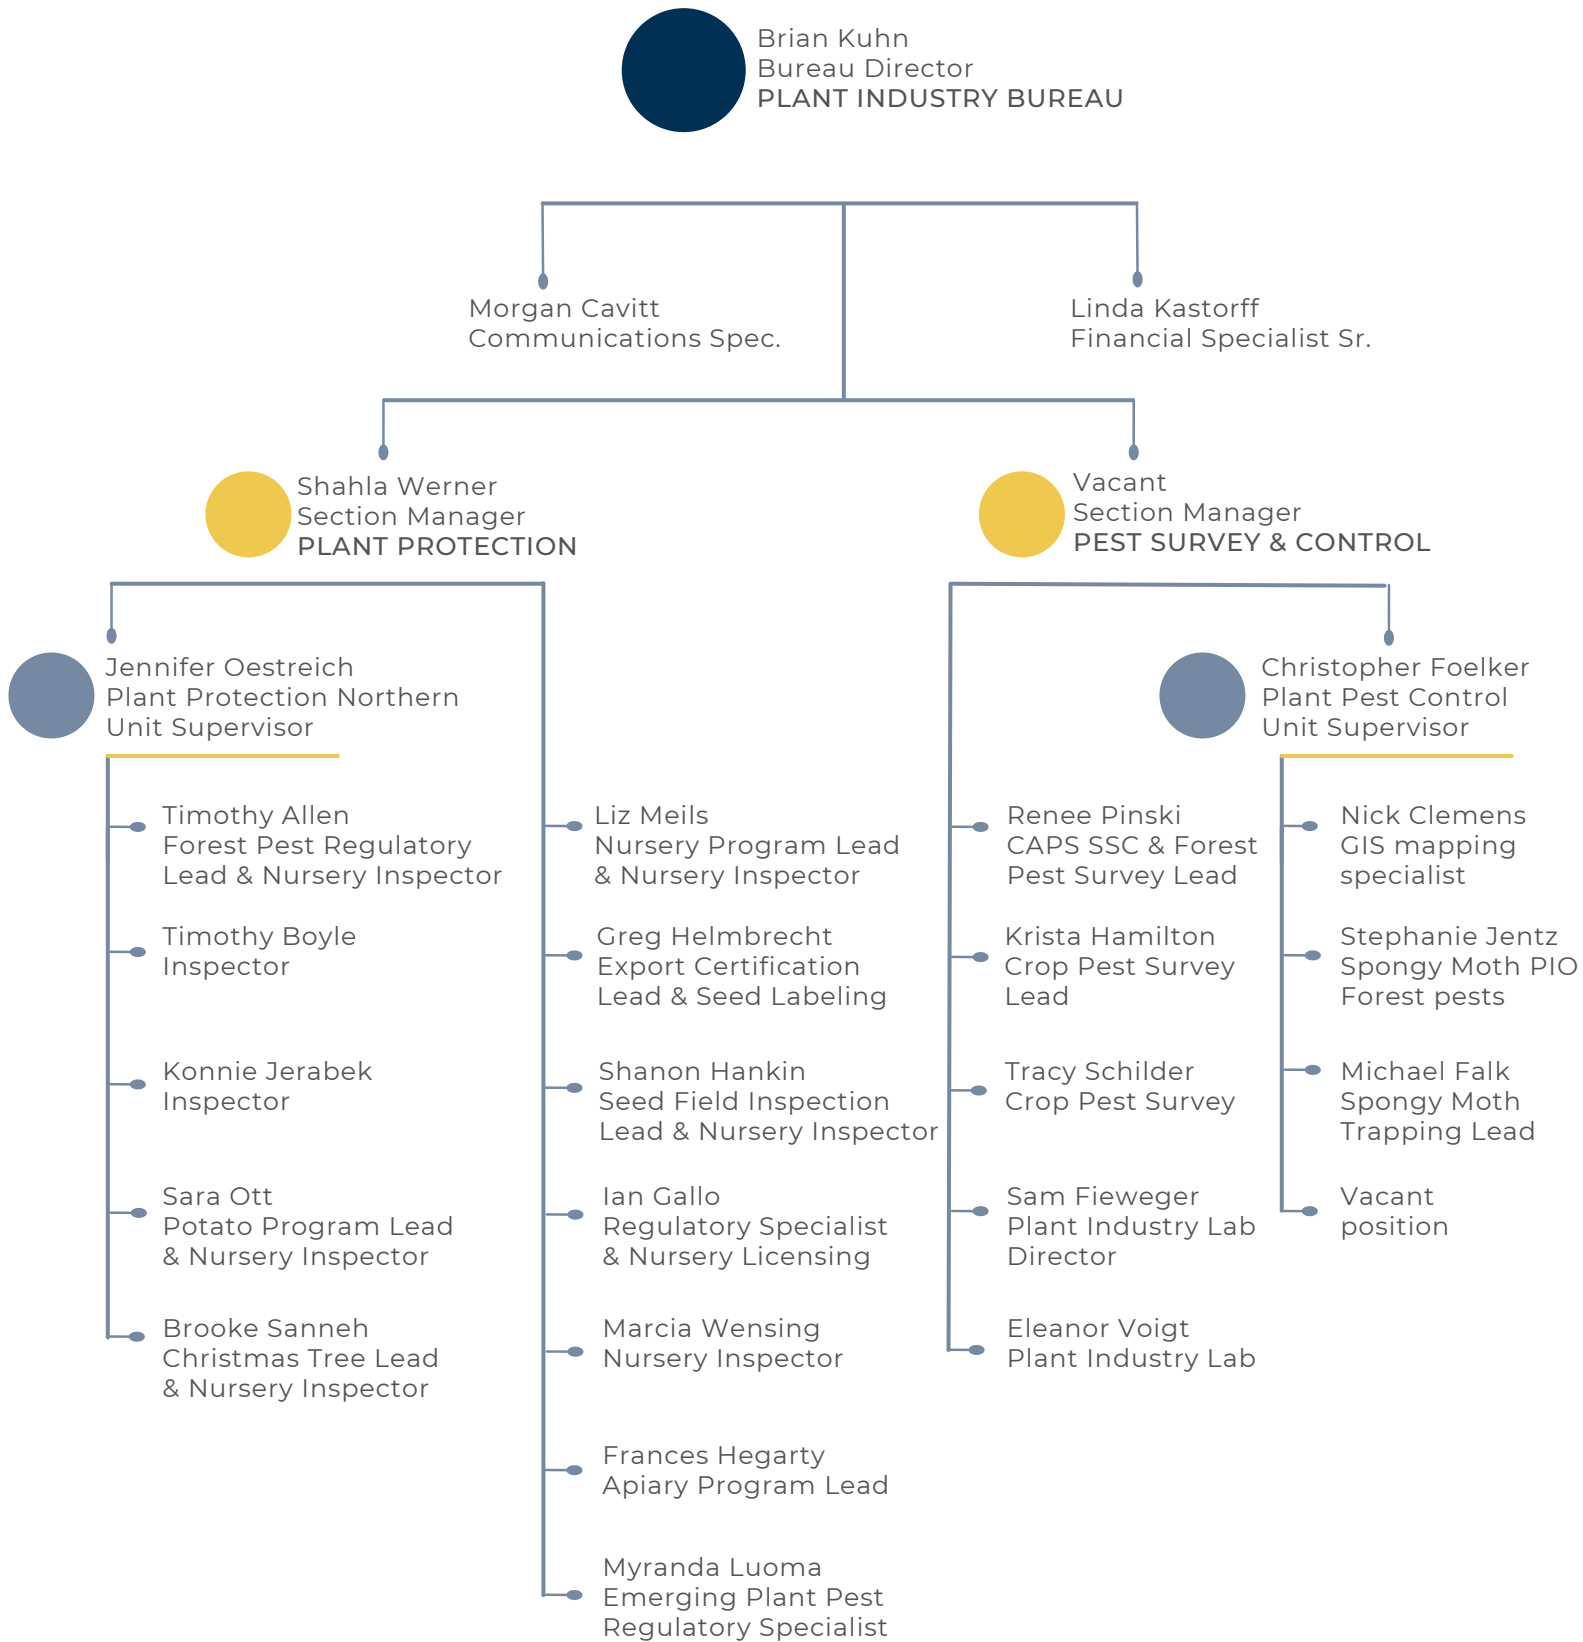 Brian Kuhn
Bureau Director
PLANT INDUSTRY BUREAU
Morgan Cavitt
Communications Spec.
Linda Kastorff
Financial Specialist Sr.
Shahla Werner
Section Manager
PLANT PROTECTION
Vacant
Section Manager
PEST SURVEY & CONTROL
Jennifer Oestreich
Plant Protection Northern
Unit Supervisor
Timothy Allen
Forest Pest Regulatory
Lead & Nursery Inspector
Timothy Boyle
Inspector
Konnie Jerabek
Inspector
Sara Ott
Potato Program Lead
& Nursery Inspector
Brooke Sanneh
Christmas Tree Lead
& Nursery Inspector
Liz Meils
Nursery Program Lead
& Nursery Inspector
Greg Helmbrecht
Export Certification
Lead & Seed Labeling
Shanon Hankin
Seed Field Inspection
Lead & Nursery Inspector
Ian Gallo
Regulatory Specialist
& Nursery Licensing
Marcia Wensing
Nursery Inspector
Frances Hegarty
Apiary Program Lead
Myranda Luoma
Emerging Plant Pest
Regulatory Specialist
Renee Pinski
CAPS SSC & Forest
Pest Survey Lead
Krista Hamilton
Crop Pest Survey
Lead
Tracy Schilder
Crop Pest Survey
Sam Fieweger
Plant Industry Lab
Director
Eleanor Voigt
Plant Industry Lab
Christopher Foelker
Plant Pest Control
Unit Supervisor
Nick Clemens
GIS mapping
specialist
Stephanie Jentz
Spongy Moth PIO
Forest pests
Michael Falk
Spongy Moth
Trapping Lead
Vacant
position